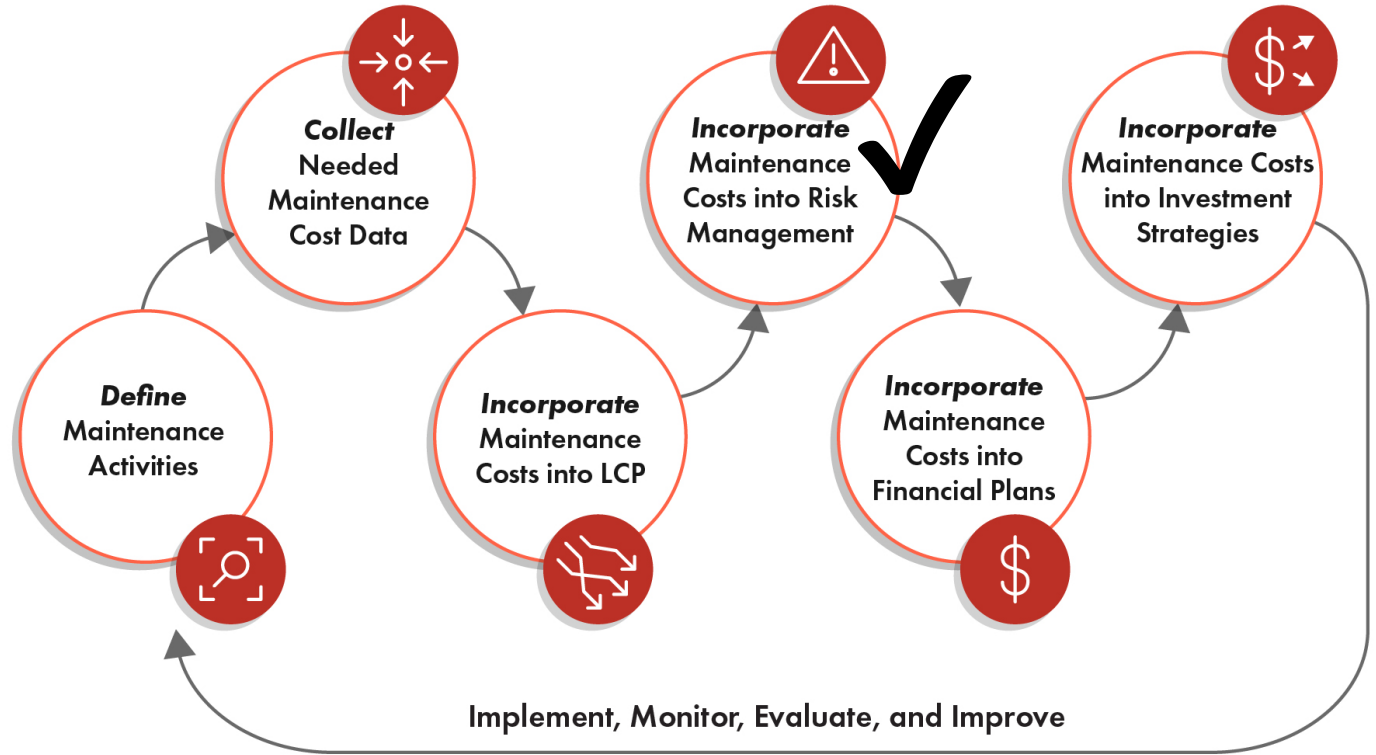 Define
Maintenance
Activities
Collect
Needed
Maintenance
Cost Data
Incorporate
Maintenance
Costs into LCP
Incorporate
Maintenance
Costs into Risk
Management
Incorporate
Maintenance
Costs into
Financial Plans
Incorporate
Maintenance Costs
into Investment
Strategies
Implement, Monitor, Evaluate, and Improve